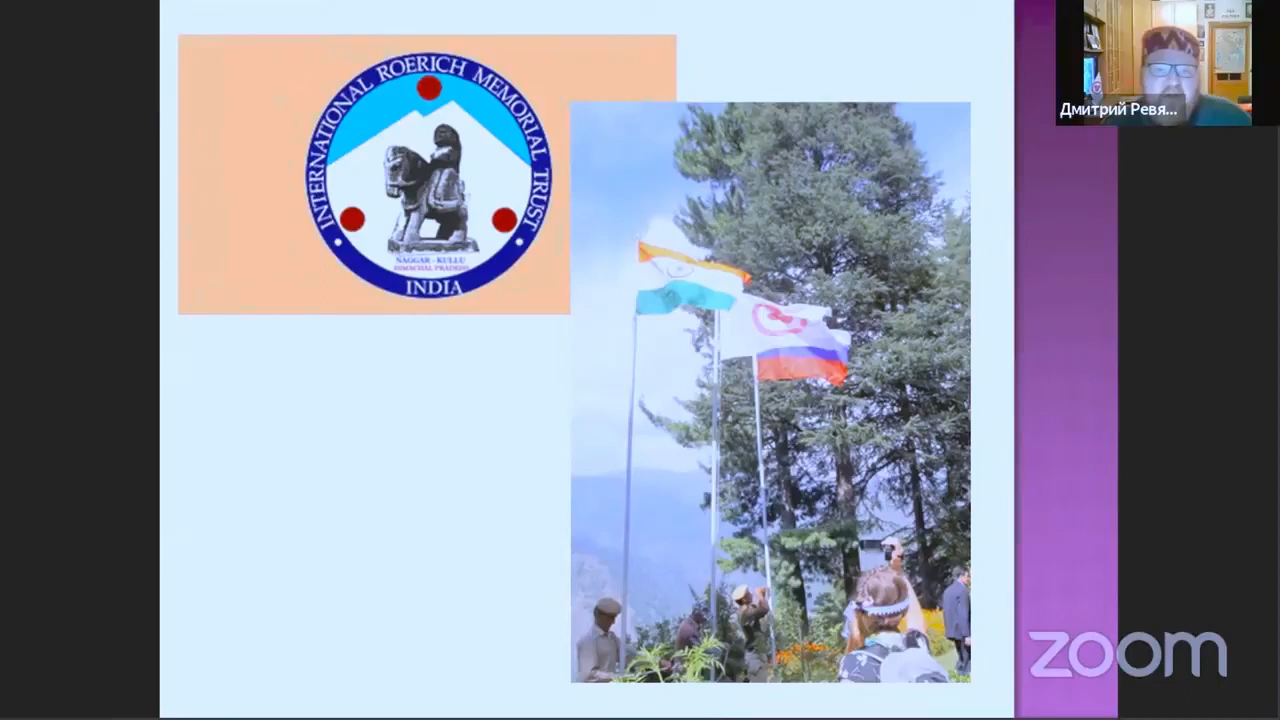 INTERNATIONAL ROERICH MEMORIAL TRUST
NAGGAR - KULLU
HIMACHAL PRADESH
INDIA
Дмитрий Ревя...
zoom